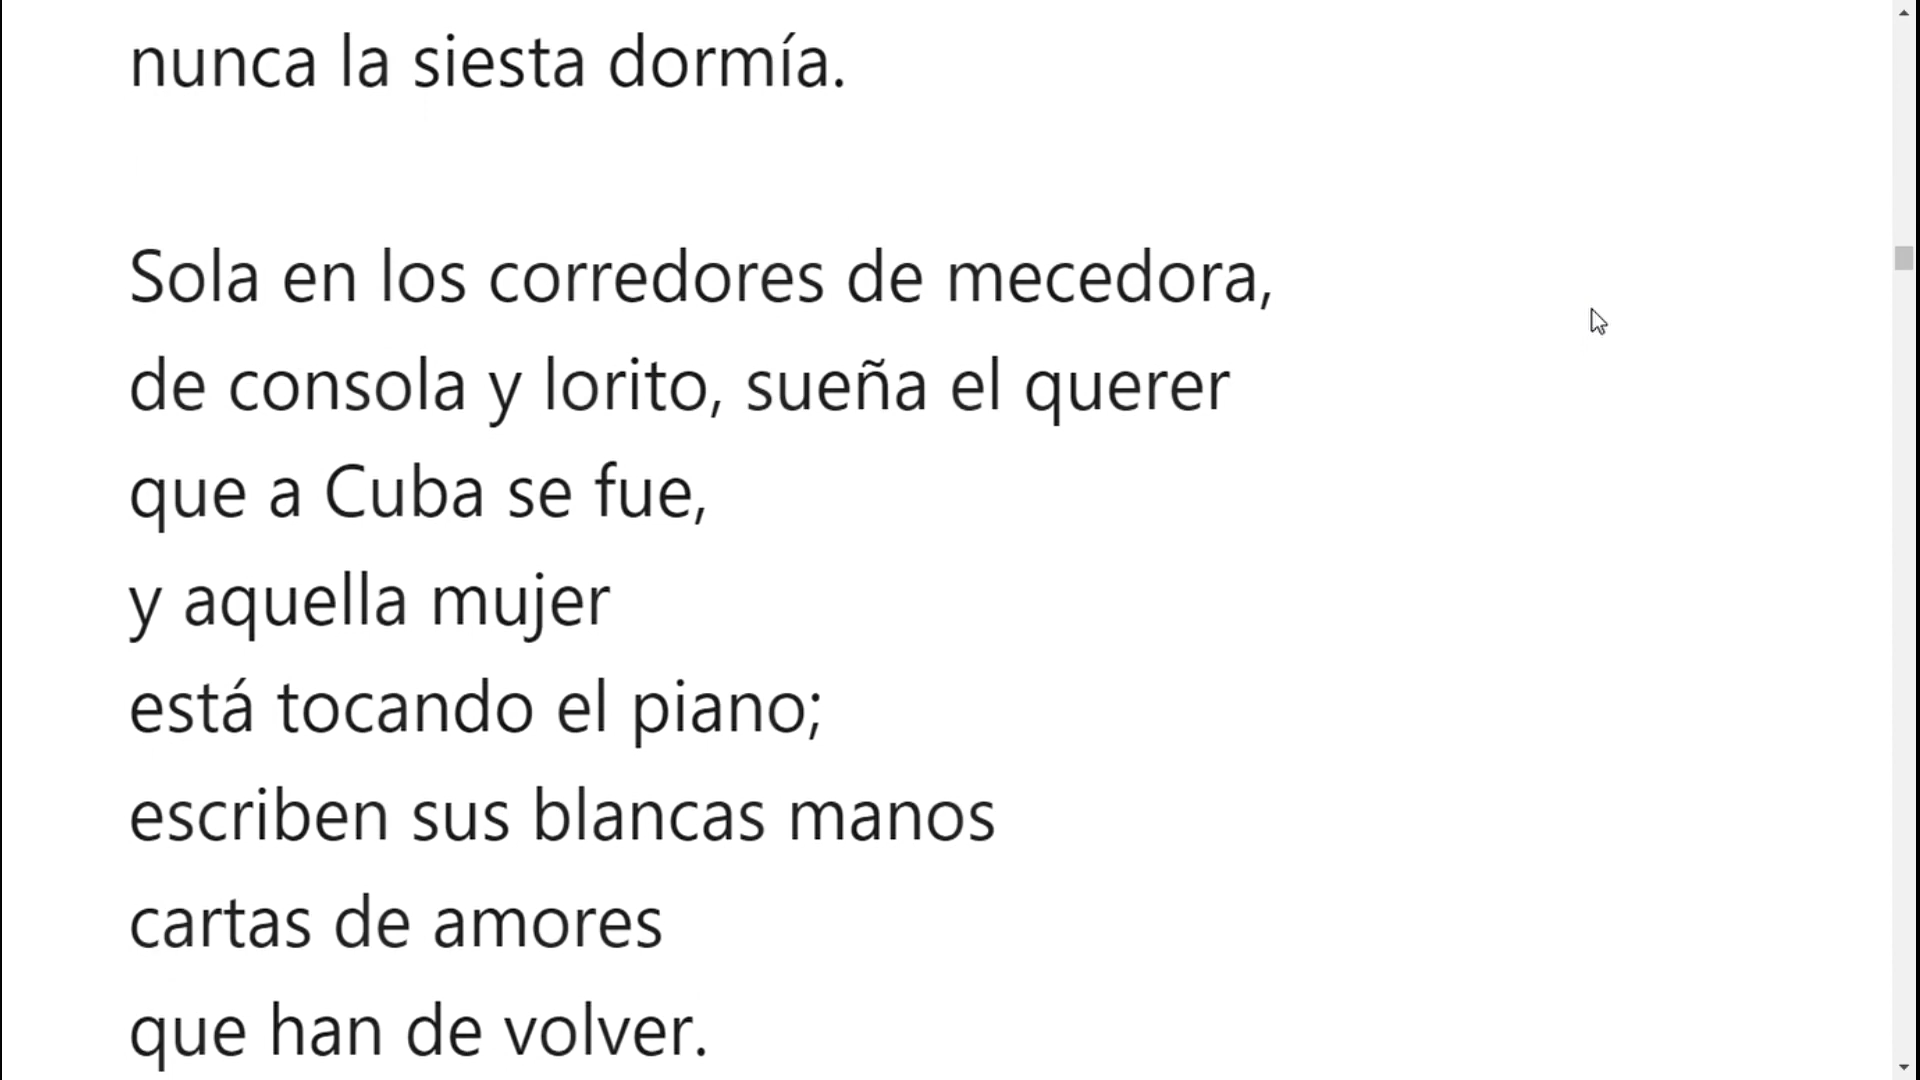 nunca la siesta dormía.
Sola en los corredores de mecedora,
de consola y lorito, sueña el querer
que a Cuba se fue,
y aquella mujer
está tocando el piano;
escriben sus blancas manos
cartas de amores
que han de volver.